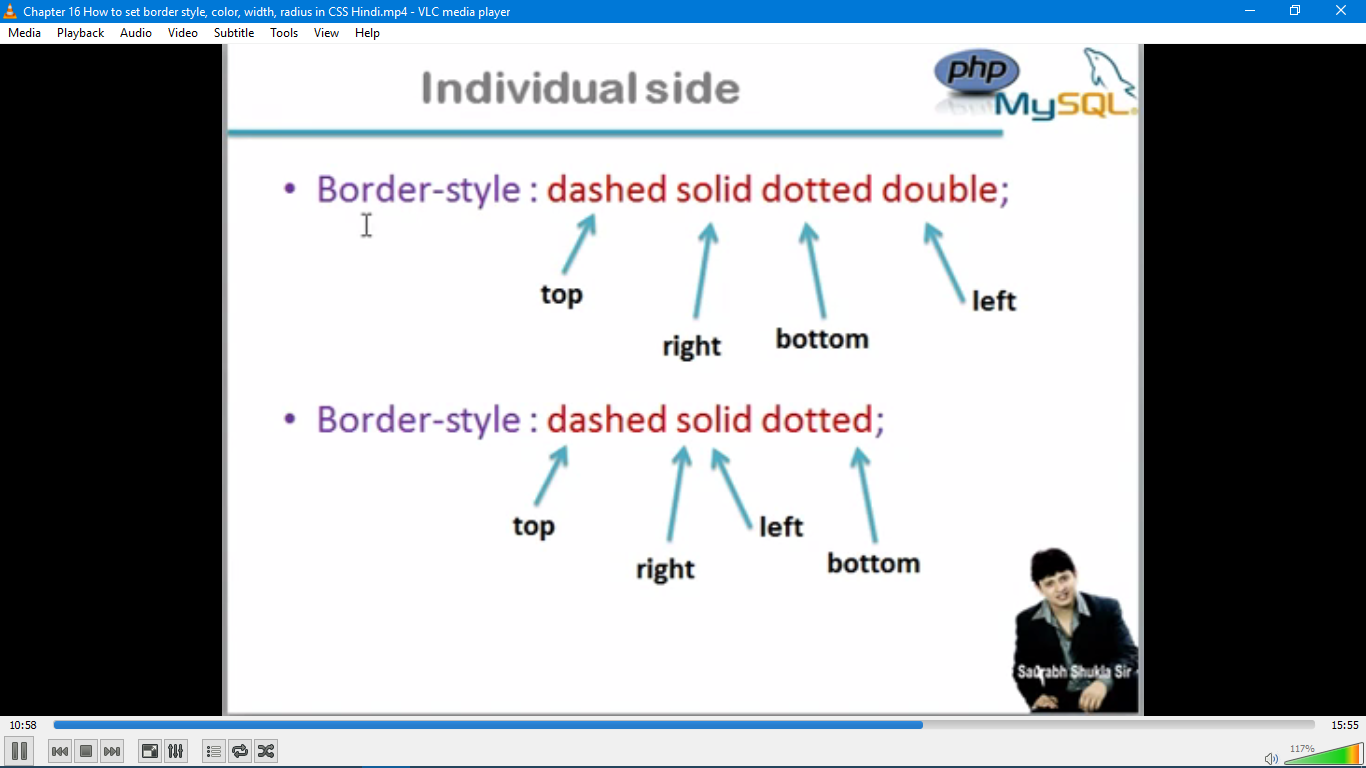 Chapter 16 How to set border style, color, width, radius in CSS Hindi.mp4 - VLC media player
Media Playback Audio Video Subtitle Tools View Help
Individual side
php
MySQL
• Border-style : dashed solid dotted double;
top
right
bottom
left
• Border-style : dashed solid dotted;
top
right
left
bottom
Saurabh Shukla Sir
10:58
15:55
117%